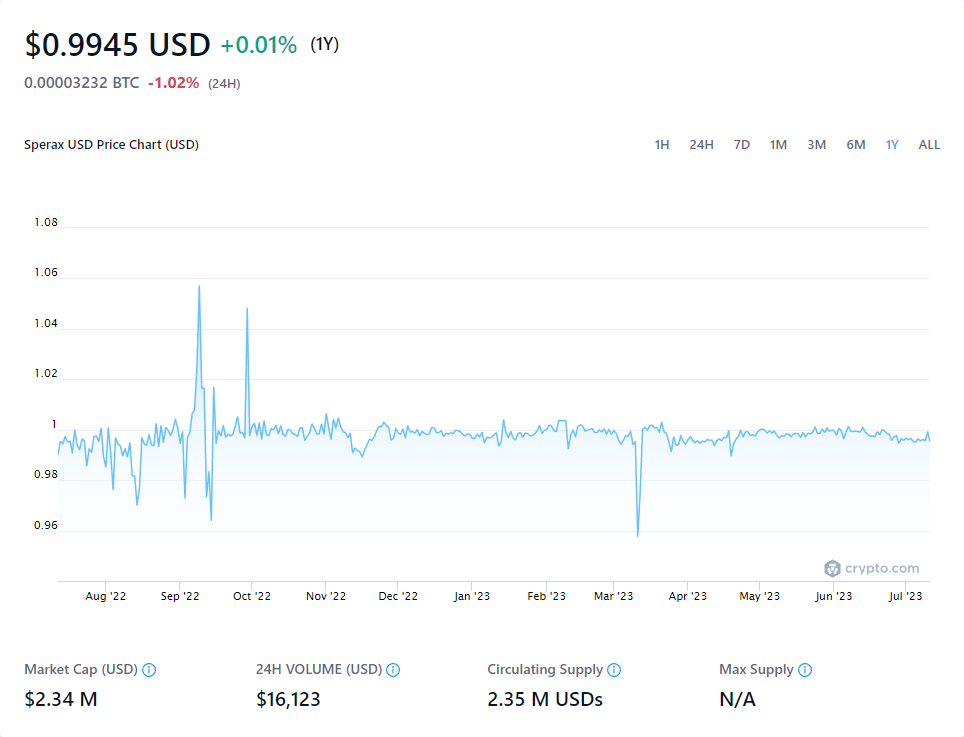 $0.9945 USD +0.01% (1Y)
0.00003232 BTC -1.02% (24H)
Sperax USD Price Chart (USD) 1H 24H 7D 1M 3M 6M 1Y ALL
1.08
1.06
1.04
1.02
1
0.98
0.96
crypto.com
Aug '22 Sep '22 Oct '22 Nov '22 Dec '22 Jan '23 Feb '23 Mar '23 Apr '23 May '23 Jun '23 Jul '23
Market Cap (USD) 24H VOLUME (USD) Circulating Supply Max Supply
$2.34 M $16,123 2.35 M USDs N/A